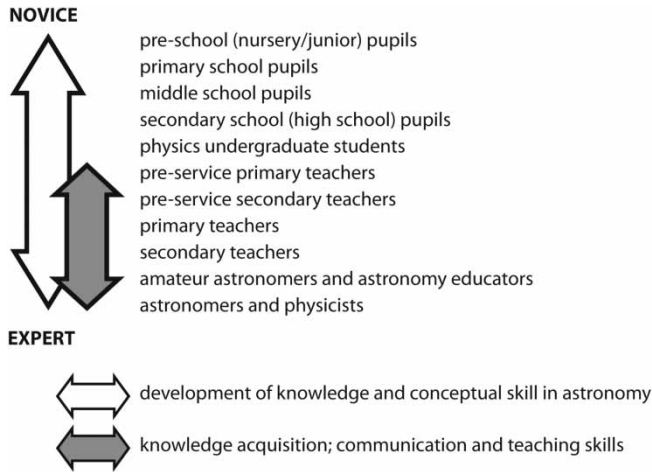 NOVICE
pre-school (nursery/junior) pupils
primary school pupils
middle school pupils
secondary school (high school) pupils
physics undergraduate students
pre-service primary teachers
pre-service secondary teachers
primary teachers
secondary teachers
amateur astronomers and astronomy educators
astronomers and physicists
EXPERT
development of knowledge and conceptual skill in astronomy
knowledge acquisition; communication and teaching skills